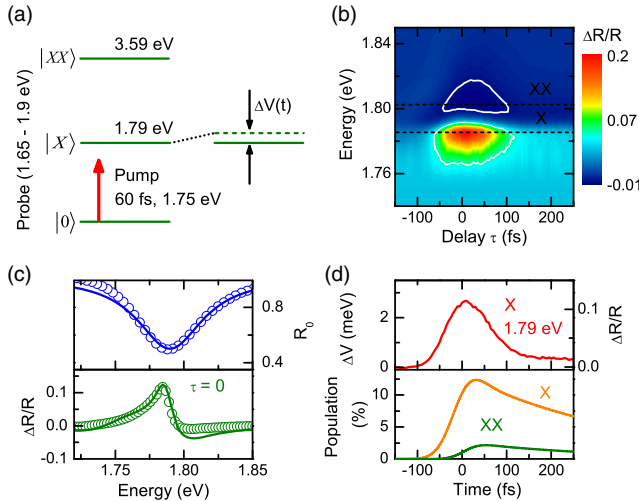 (a)
|XX⟩
3.59 eV
Probe (1.65 - 1.9 eV)
|X⟩
1.79 eV
ΔV(t)
Pump
60 fs, 1.75 eV
|0⟩
(b)
ΔR/R
Energy (eV)
1.84
1.80
1.76
XX
X
-100 0 100 200
Delay τ (fs)
0.2
0.07
-0.01
(c)
0.8
0.4
R0
ΔR/R
0.1
0.0
-0.1
τ = 0
1.75 1.80 1.85
Energy (eV)
(d)
ΔV (meV)
2
0
X
1.79 eV
0.1
0.0
ΔR/R
Population
(%)
10
5
0
X
XX
-100 0 100 200
Time (fs)